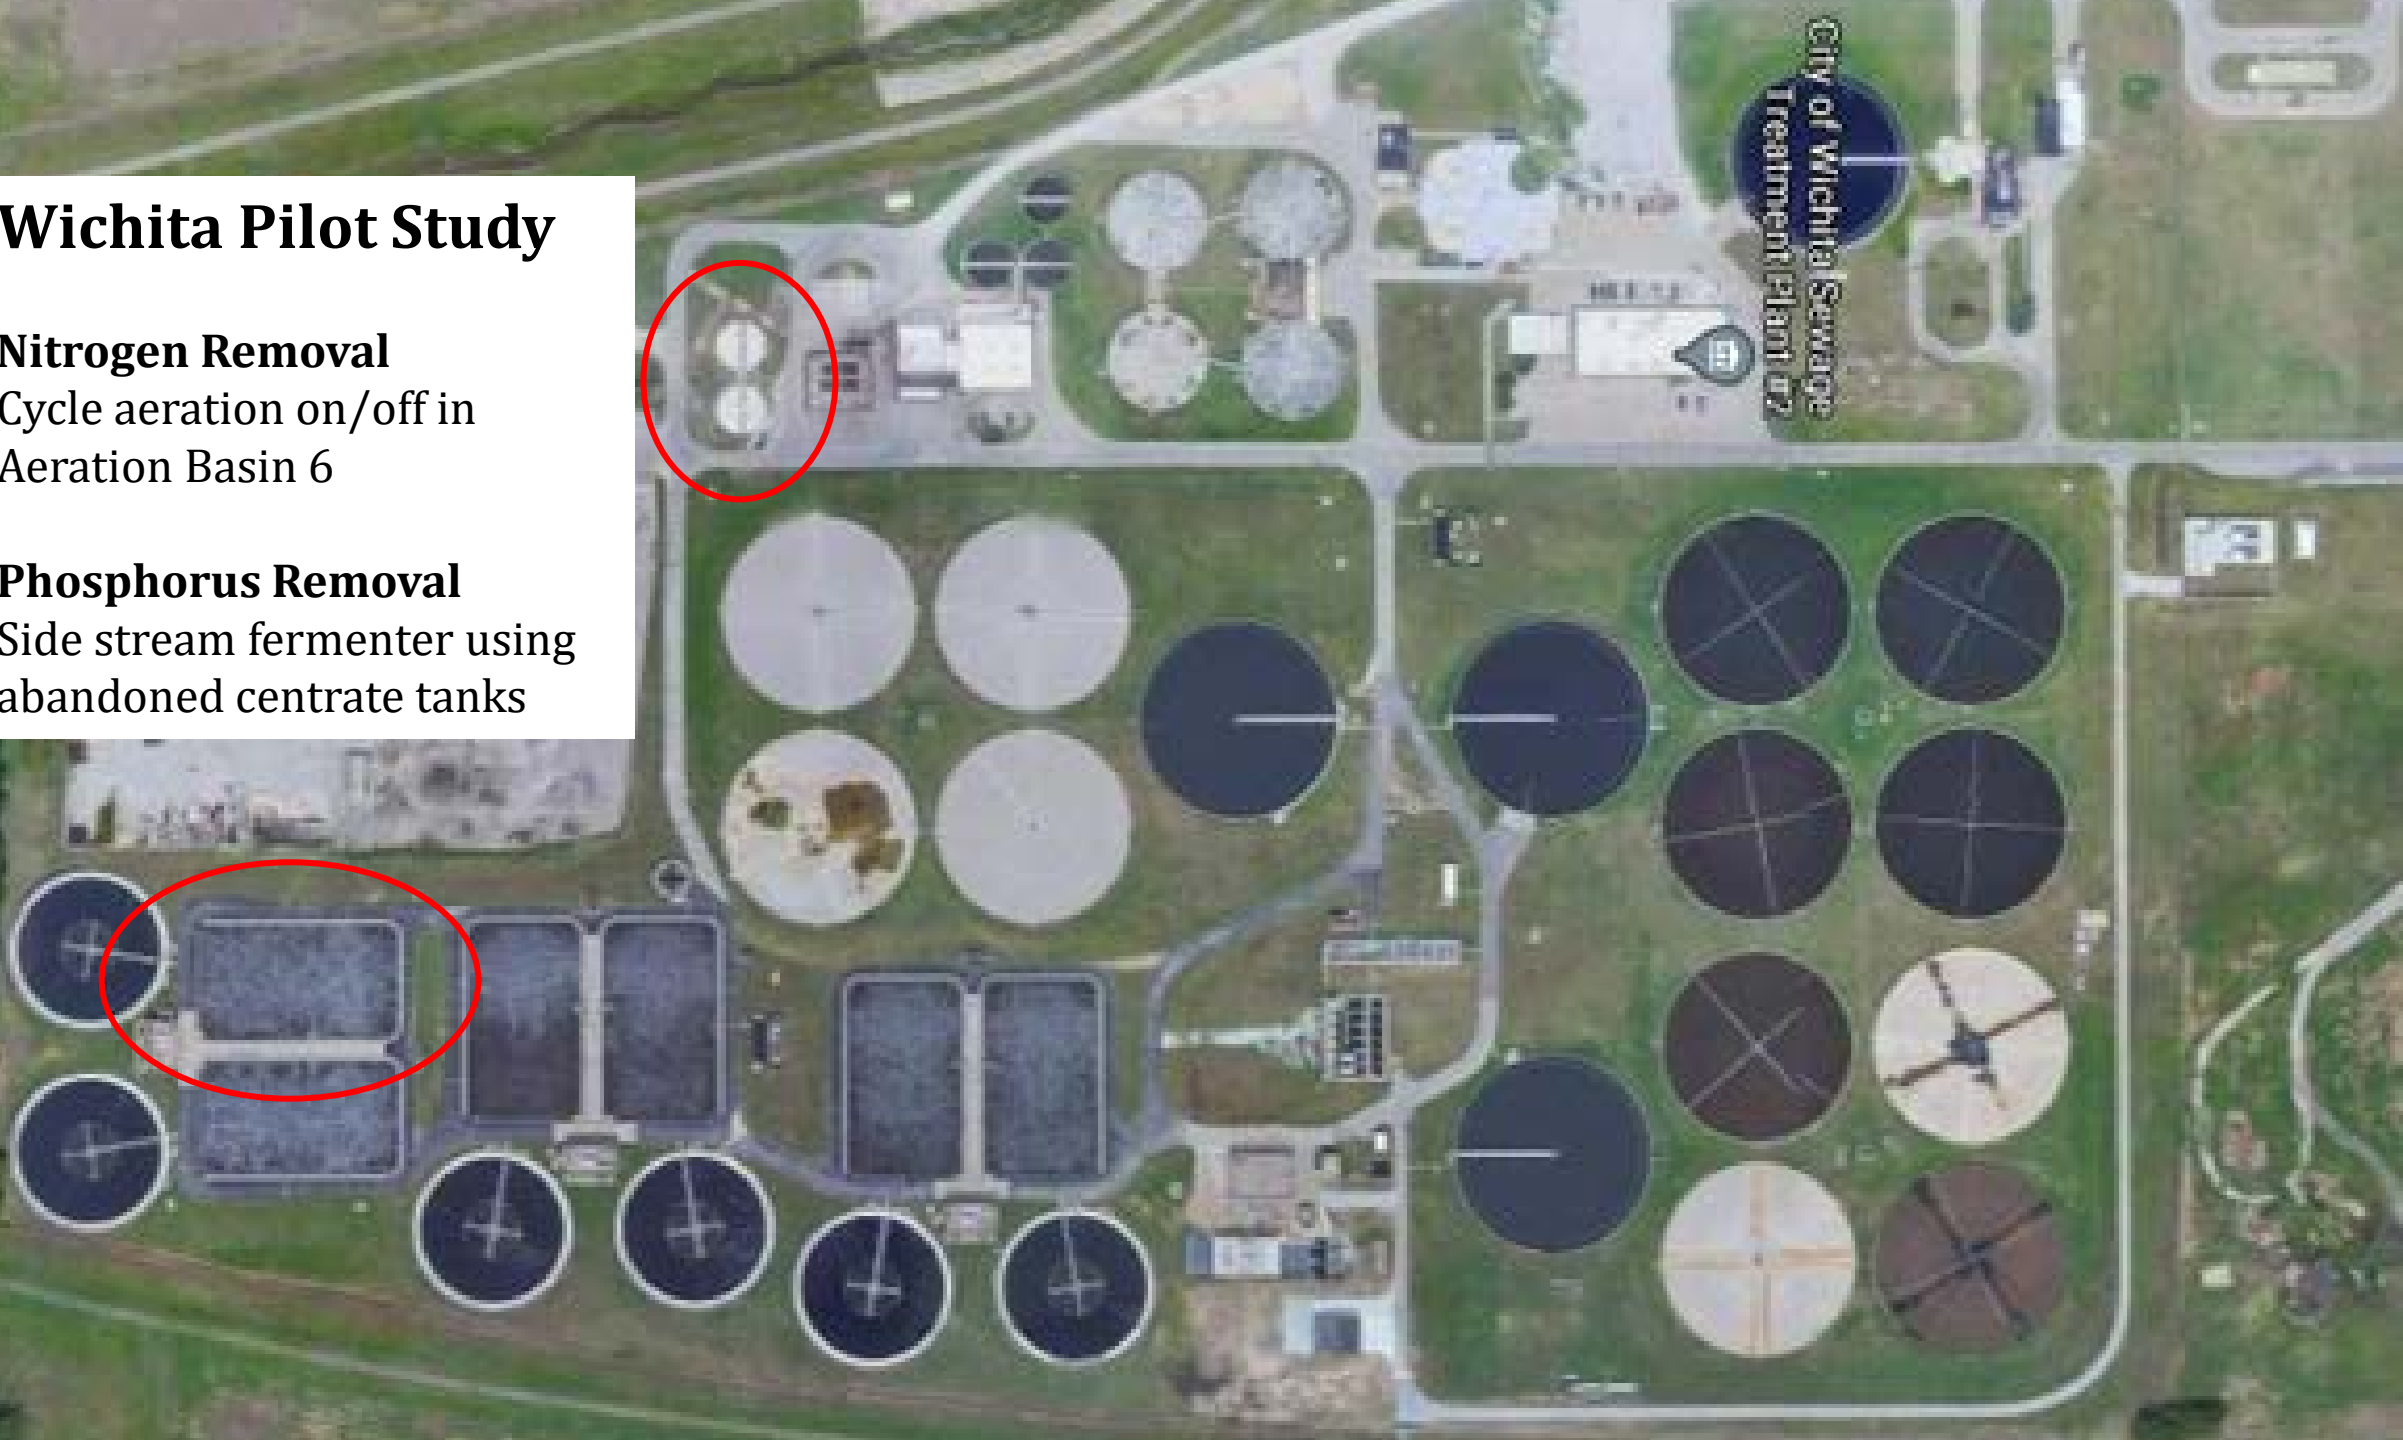 Wichita Pilot Study
Nitrogen Removal
Cycle aeration on/off in
Aeration Basin 6
Phosphorus Removal
Side stream fermenter using
abandoned centrate tanks
City of Wichita Sewage
Treatment Plant #2